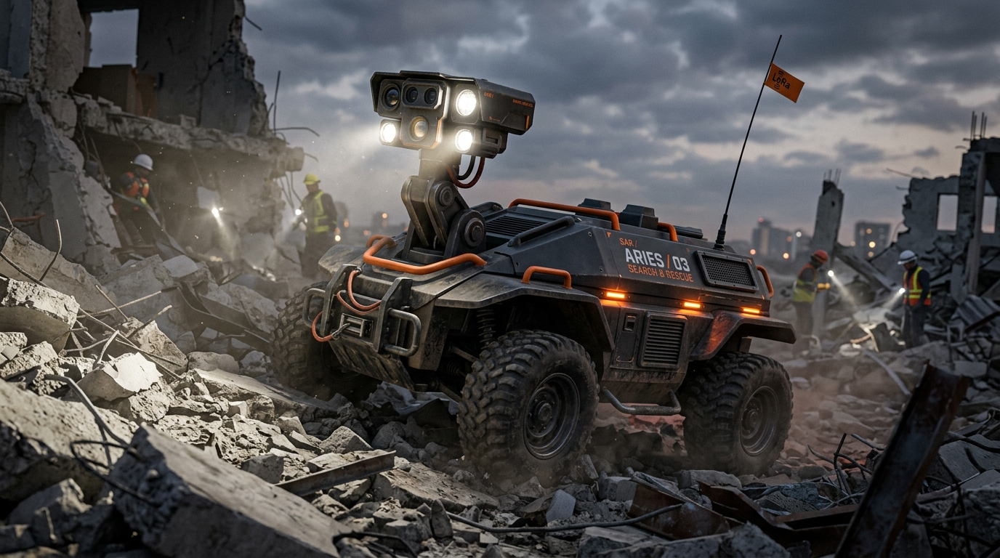 LoRa
SAR /
ARIES / 03
SEARCH & RESCUE